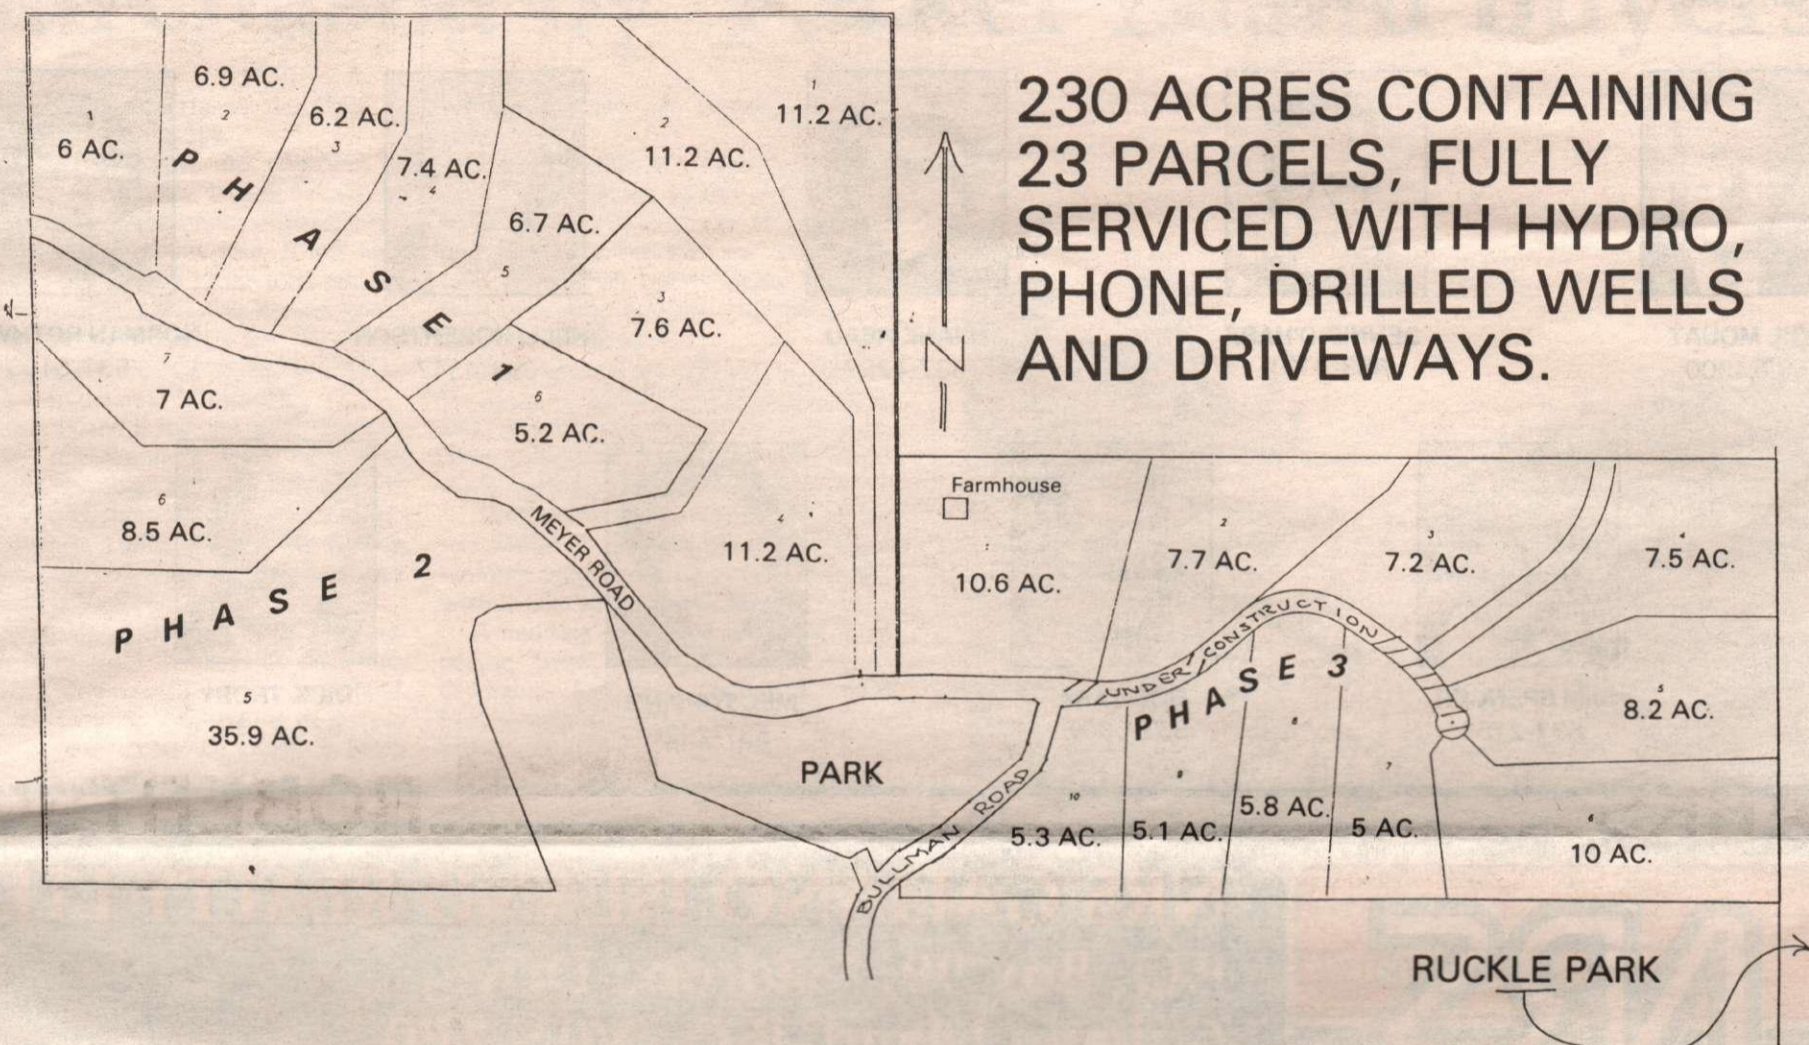 230 ACRES CONTAINING
23 PARCELS, FULLY
SERVICED WITH HYDRO,
PHONE, DRILLED WELLS
AND DRIVEWAYS.
N
PHASE 1
1
6 AC.
6.9 AC.
2
6.2 AC.
3
7.4 AC.
4
6.7 AC.
5
6
5.2 AC.
1
11.2 AC.
2
11.2 AC.
3
7.6 AC.
4
11.2 AC.
7
7 AC.
6
8.5 AC.
PHASE 2
5
35.9 AC.
MEYER ROAD
PARK
BULLMAN ROAD
Farmhouse
10.6 AC.
2
7.7 AC.
3
7.2 AC.
7.5 AC.
UNDER CONSTRUCTION
PHASE 3
5
8.2 AC.
10 AC.
7
5 AC.
5.8 AC.
5.1 AC.
10
5.3 AC.
RUCKLE PARK